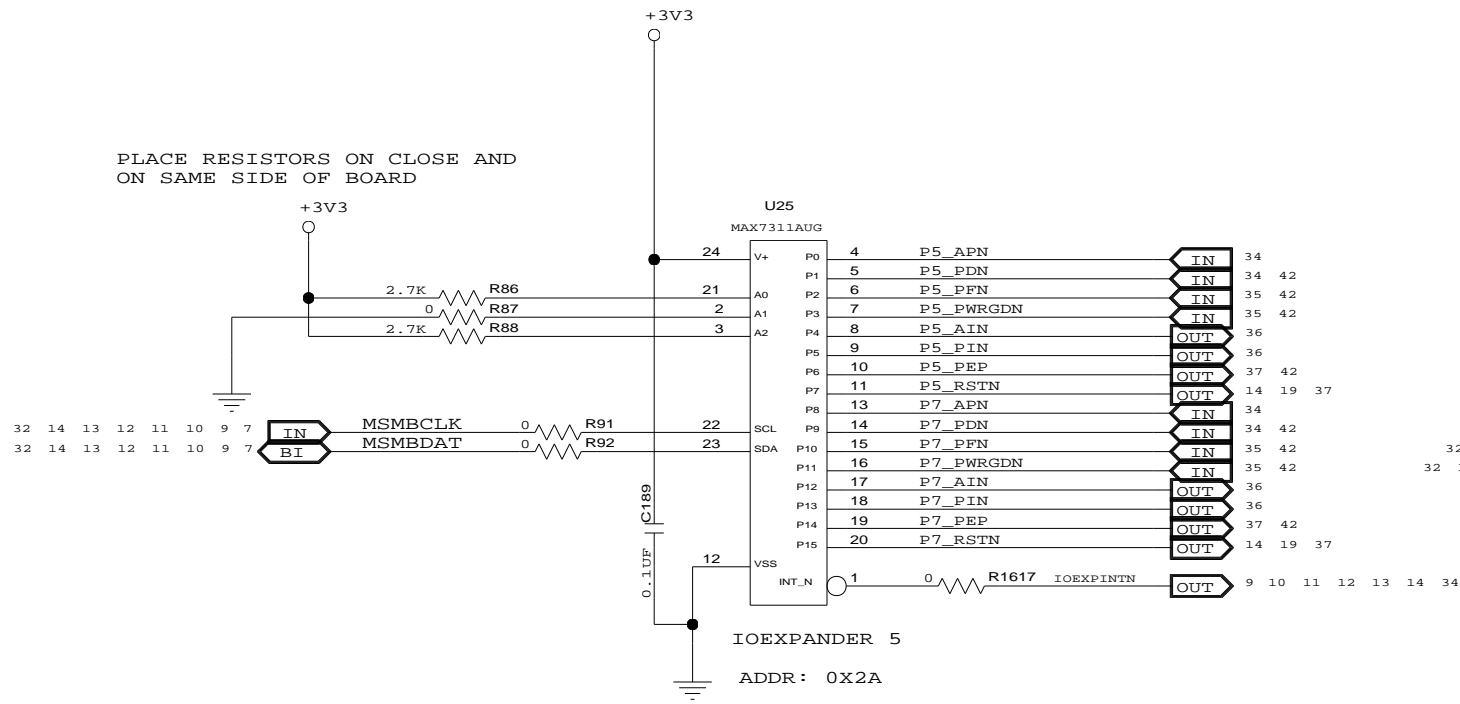 +3V3
PLACE RESISTORS ON CLOSE AND
ON SAME SIDE OF BOARD
+3V3
U25
MAX7311AUG
24 V+ P0 4 P5_APN IN 34
P1 5 P5_PDN IN 34 42
2.7K R86 21 A0 P2 6 P5_PFN IN 35 42
0 R87 2 A1 P3 7 P5_PWRGDN IN 35 42
2.7K R88 3 A2 P4 8 P5_AIN OUT 36
P5 9 P5_PIN OUT 36
P6 10 P5_PEP OUT 37 42
P7 11 P5_RSTN OUT 14 19 37
P8 13 P7_APN IN 34
32 14 13 12 11 10 9 7 IN MSMBCLK 0 R91 22 SCL P9 14 P7_PDN IN 34 42
32 14 13 12 11 10 9 7 BI MSMBDAT 0 R92 23 SDA P10 15 P7_PFN IN 35 42 32
P11 16 P7_PWRGDN IN 35 42 32
P12 17 P7_AIN OUT 36
P13 18 P7_PIN OUT 36
C189 P14 19 P7_PEP OUT 37 42
P15 20 P7_RSTN OUT 14 19 37
0.1UF 12 VSS
INT_N 1 0 R1617 IOEXPINTN OUT 9 10 11 12 13 14 34
IOEXPANDER 5
ADDR: 0X2A